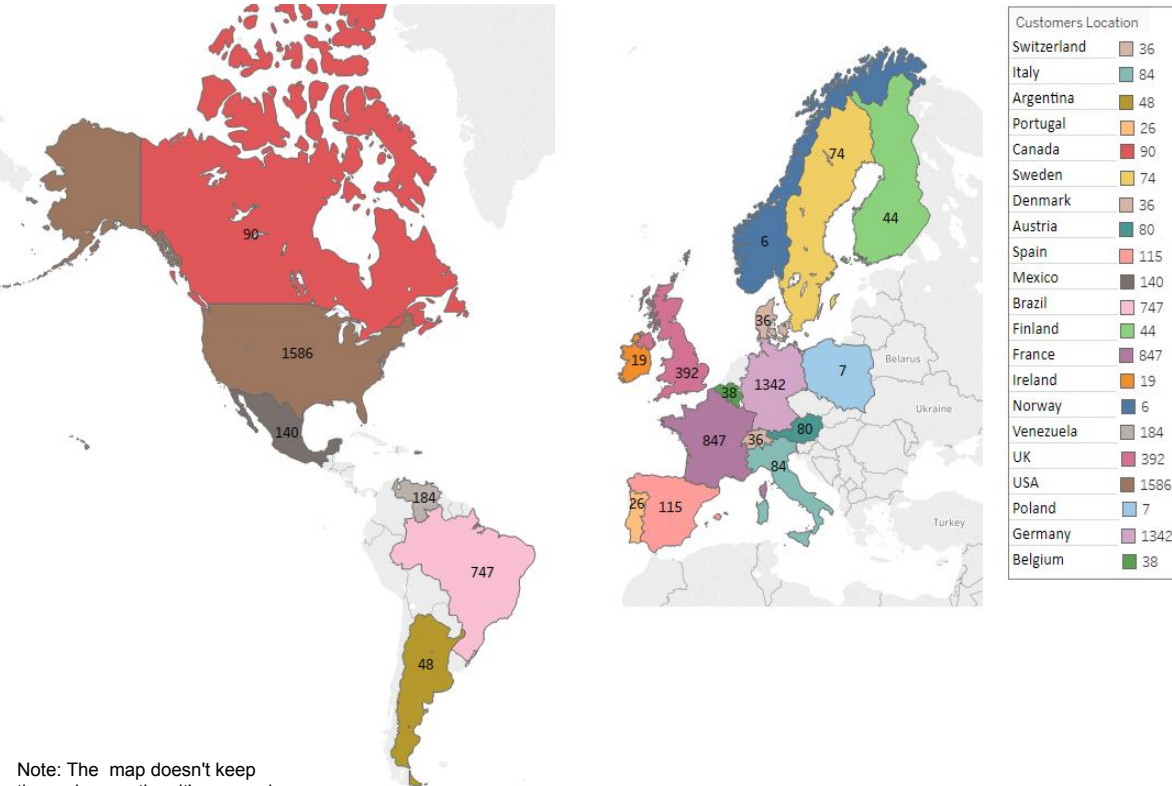 90
1586
140
184
747
48
74
44
6
36
19
392
38
1342
7
847
36
80
84
26
115
Belarus
Ukraine
Turkey
Customers Location
Switzerland 36
Italy 84
Argentina 48
Portugal 26
Canada 90
Sweden 74
Denmark 36
Austria 80
Spain 115
Mexico 140
Brazil 747
Finland 44
France 847
Ireland 19
Norway 6
Venezuela 184
UK 392
USA 1586
Poland 7
Germany 1342
Belgium 38
Note: The map doesn't keep